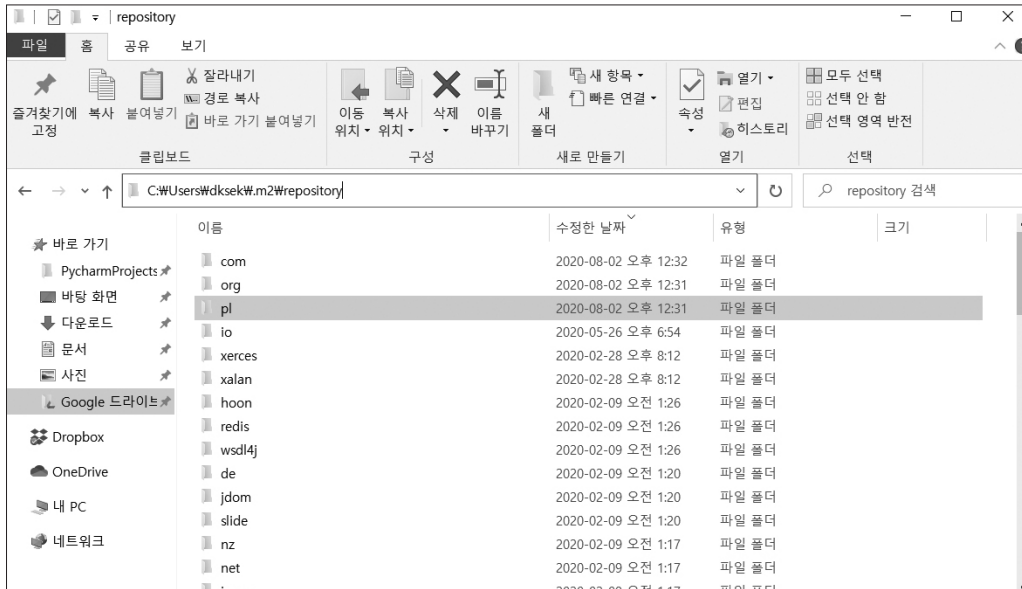 repository
파일 홈 공유 보기
즐겨찾기에 고정
복사
붙여넣기
잘라내기
경로 복사
바로 가기 붙여넣기
클립보드
이동 위치
복사 위치
삭제
이름 바꾸기
구성
새 폴더
새 항목
빠른 연결
새로 만들기
속성
열기
편집
히스토리
열기
모두 선택
선택 안 함
선택 영역 반전
선택
C:₩Users₩dksek₩.m2₩repository
repository 검색
바로 가기
PycharmProjects
바탕 화면
다운로드
문서
사진
Google 드라이브
Dropbox
OneDrive
내 PC
네트워크
이름 수정한 날짜 유형 크기
com 2020-08-02 오후 12:32 파일 폴더
org 2020-08-02 오후 12:31 파일 폴더
pl 2020-08-02 오후 12:31 파일 폴더
io 2020-05-26 오후 6:54 파일 폴더
xerces 2020-02-28 오후 8:12 파일 폴더
xalan 2020-02-28 오후 8:12 파일 폴더
hoon 2020-02-09 오전 1:26 파일 폴더
redis 2020-02-09 오전 1:26 파일 폴더
wsdl4j 2020-02-09 오전 1:26 파일 폴더
de 2020-02-09 오전 1:20 파일 폴더
jdom 2020-02-09 오전 1:20 파일 폴더
slide 2020-02-09 오전 1:20 파일 폴더
nz 2020-02-09 오전 1:17 파일 폴더
net 2020-02-09 오전 1:17 파일 폴더